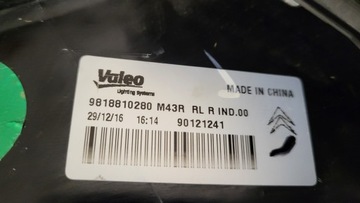 Valeo
Lighting Systems
MADE IN CHINA
9818810280 M43R RL R IND.00
29/12/16 16:14 90121241